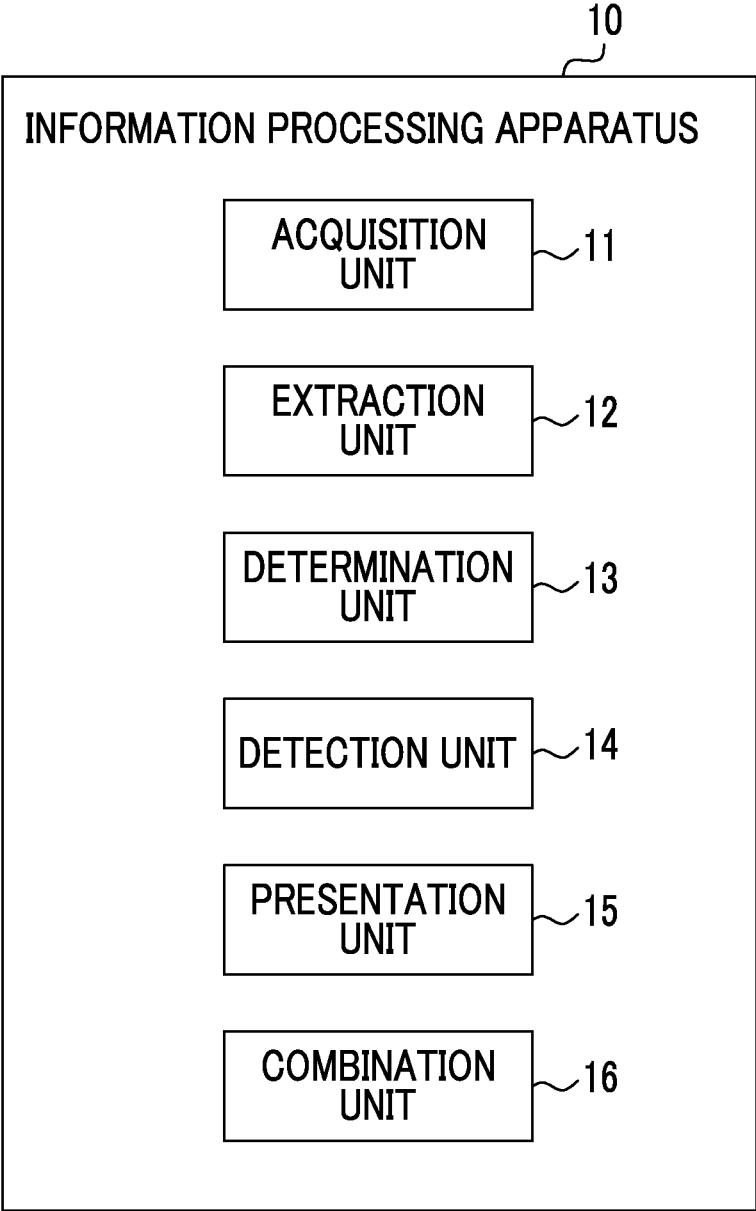 10
INFORMATION PROCESSING APPARATUS
ACQUISITION
UNIT
11
EXTRACTION
UNIT
12
DETERMINATION
UNIT
13
DETECTION UNIT
14
PRESENTATION
UNIT
15
COMBINATION
UNIT
16